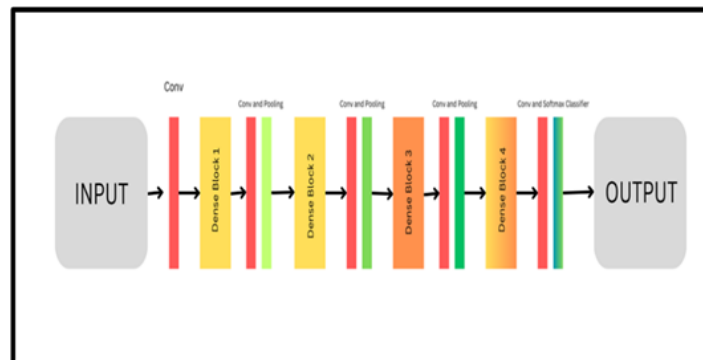 Conv
Conv and Pooling
Conv and Pooling
Conv and Pooling
Conv and Softmax Classifier
INPUT
Dense Block 1
Dense Block 2
Dense Block 3
Dense Block 4
OUTPUT